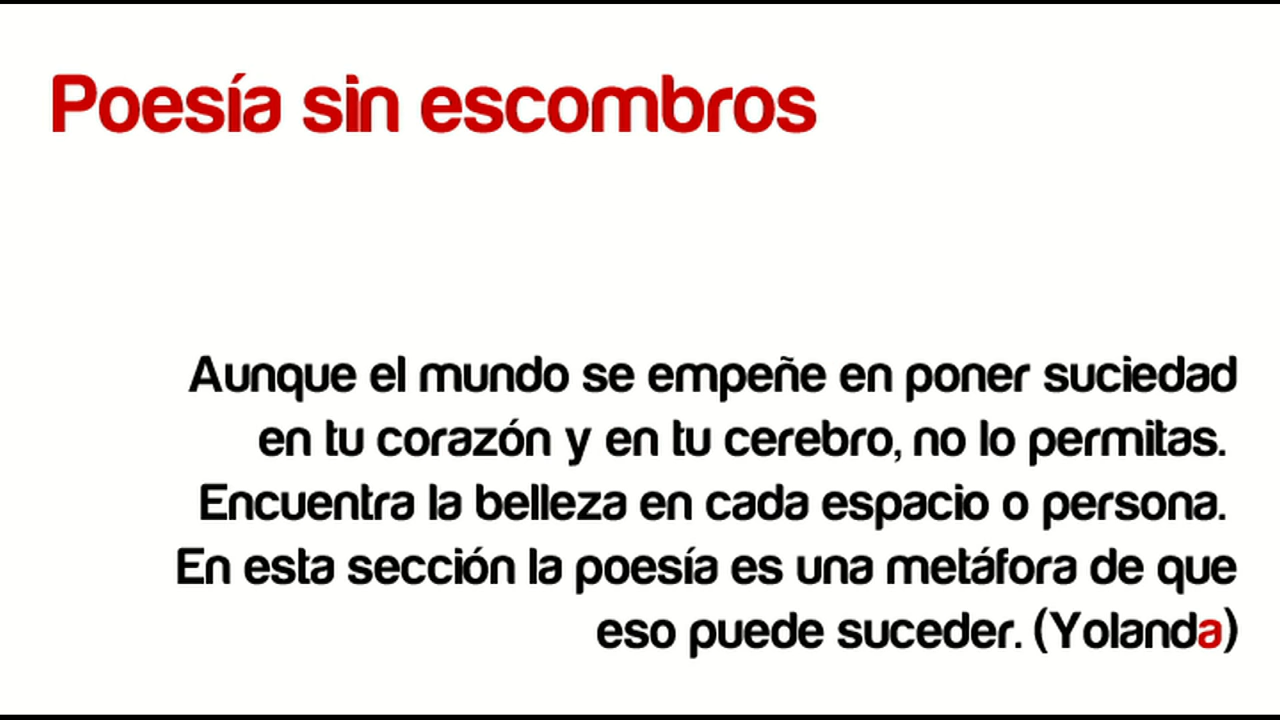 Poesía sin escombros
Aunque el mundo se empeñe en poner suciedad
en tu corazón y en tu cerebro, no lo permitas.
Encuentra la belleza en cada espacio o persona.
En esta sección la poesía es una metáfora de que
eso puede suceder. (Yolanda)